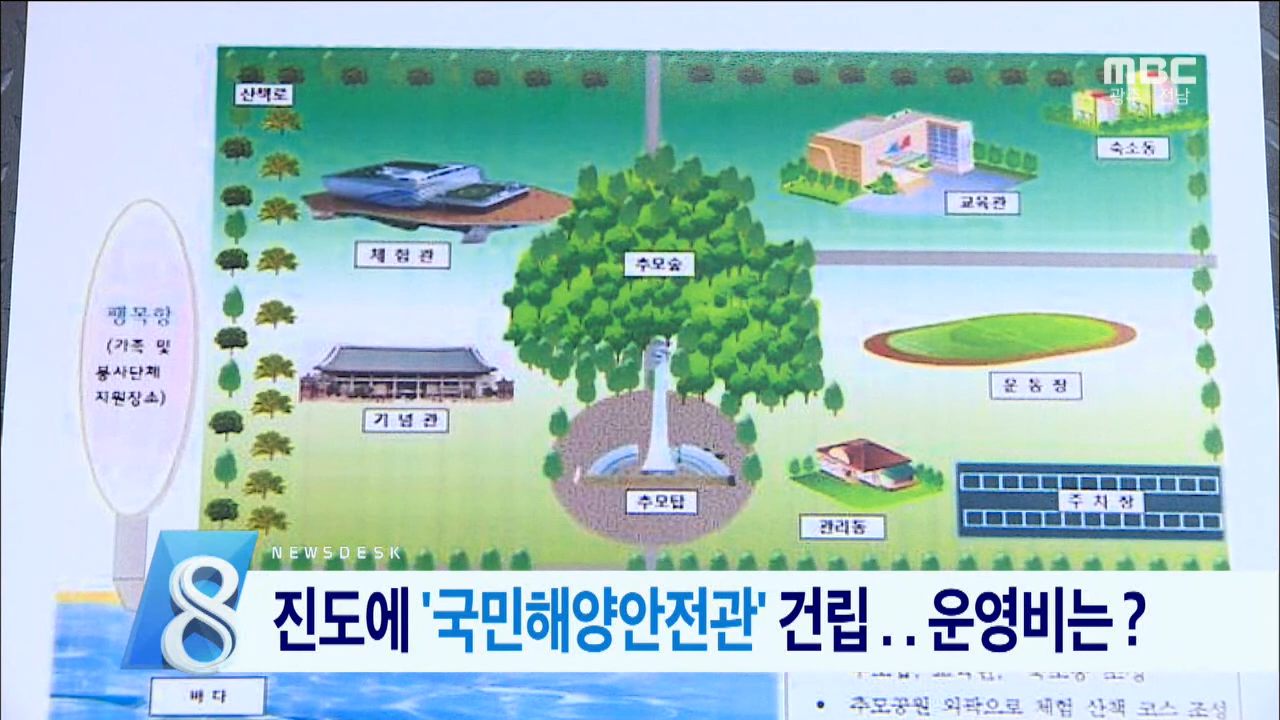 MBC
광주 전남
산책로
숙소동
교육관
체 험 관
추모숲
팽목항
(가족 및
봉사단체
지원장소)
운 동 장
기 념 관
추모탑
주 차 장
관리동
8
NEWSDESK
진도에 '국민해양안전관' 건립..운영비는?
바 다
• 추모공원 외곽으로 체험 산책 코스 조성